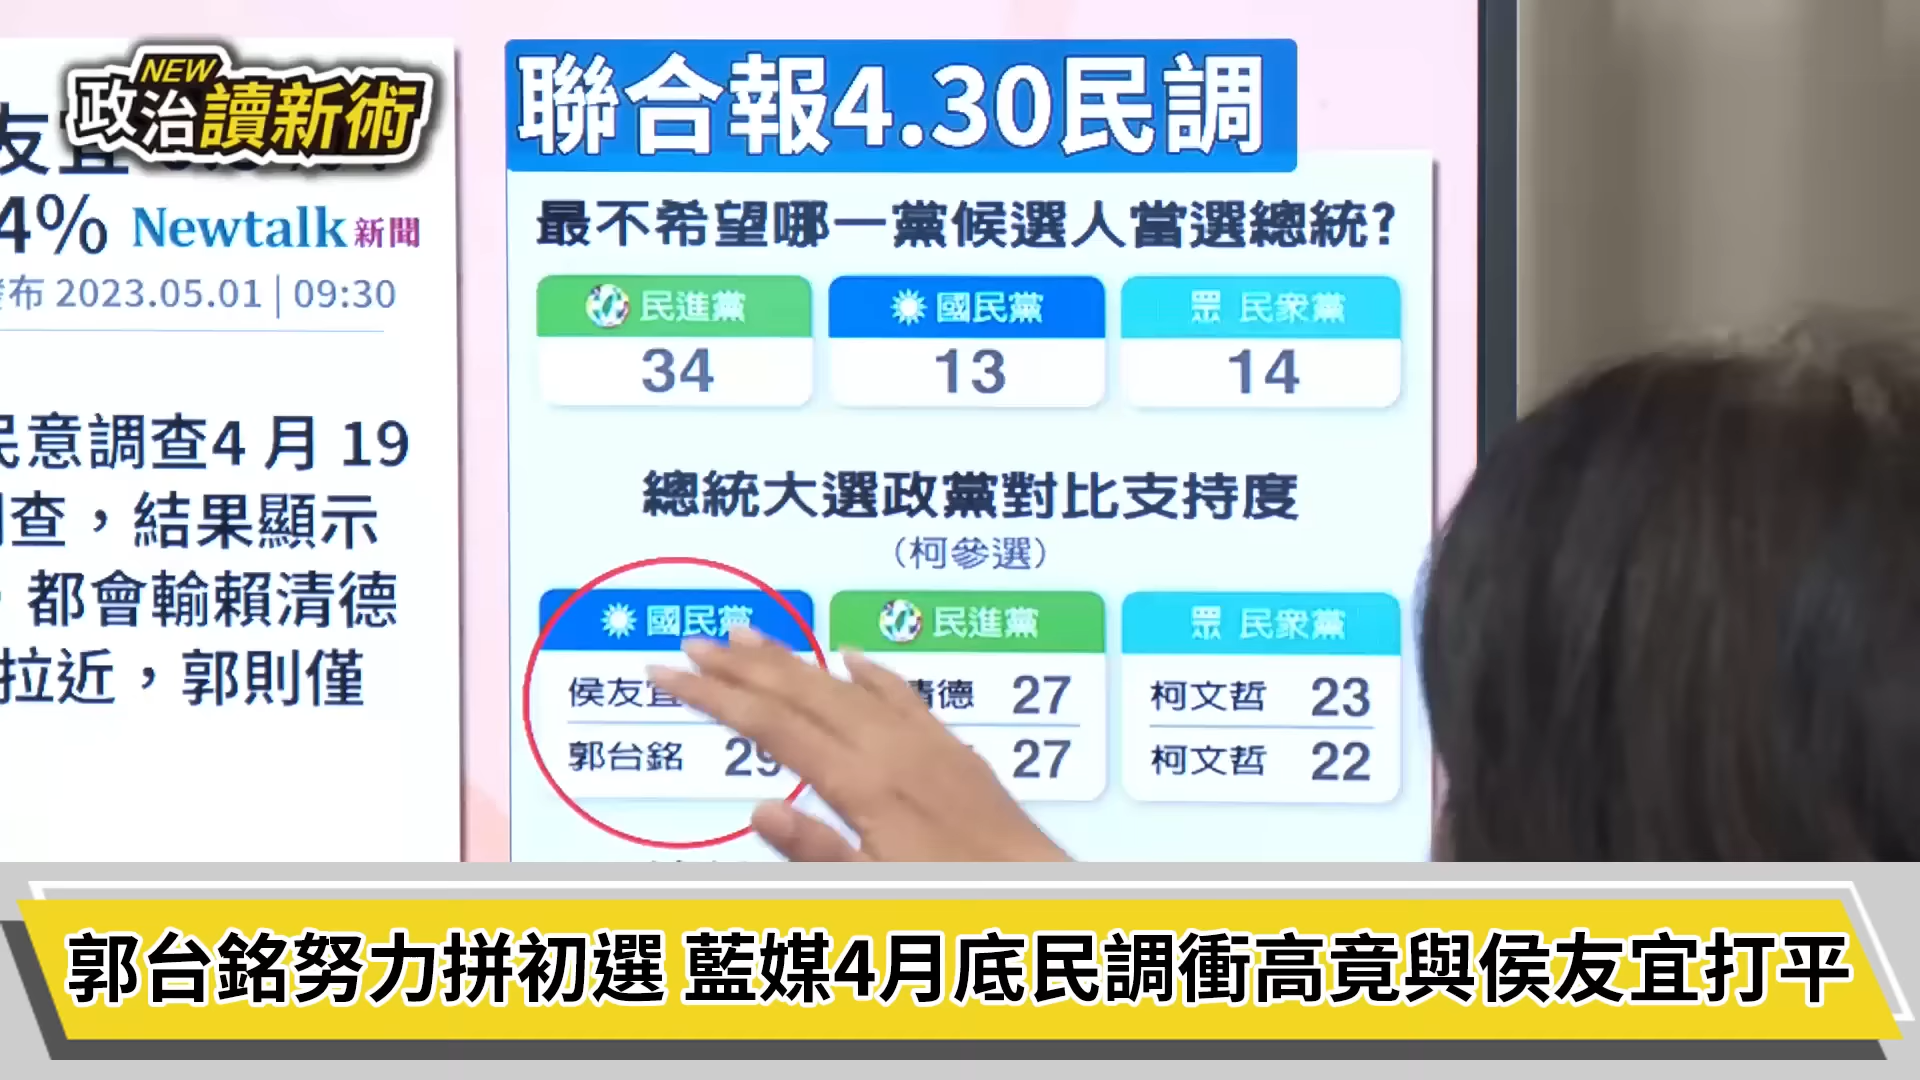 NEW
政治讀新術
友宜
4% Newtalk新聞
布 2023.05.01 | 09:30
民意調查4 月 19
查，結果顯示
都會輸賴清德
拉近，郭則僅
聯合報4.30民調
最不希望哪一黨候選人當選總統?
民進黨 國民黨 眾 民眾黨
34 13 14
總統大選政黨對比支持度
（柯參選）
國民黨 民進黨 眾 民眾黨
侯友宜 清德 27 柯文哲 23
郭台銘 29 27 柯文哲 22
郭台銘努力拼初選 藍媒4月底民調衝高竟與侯友宜打平